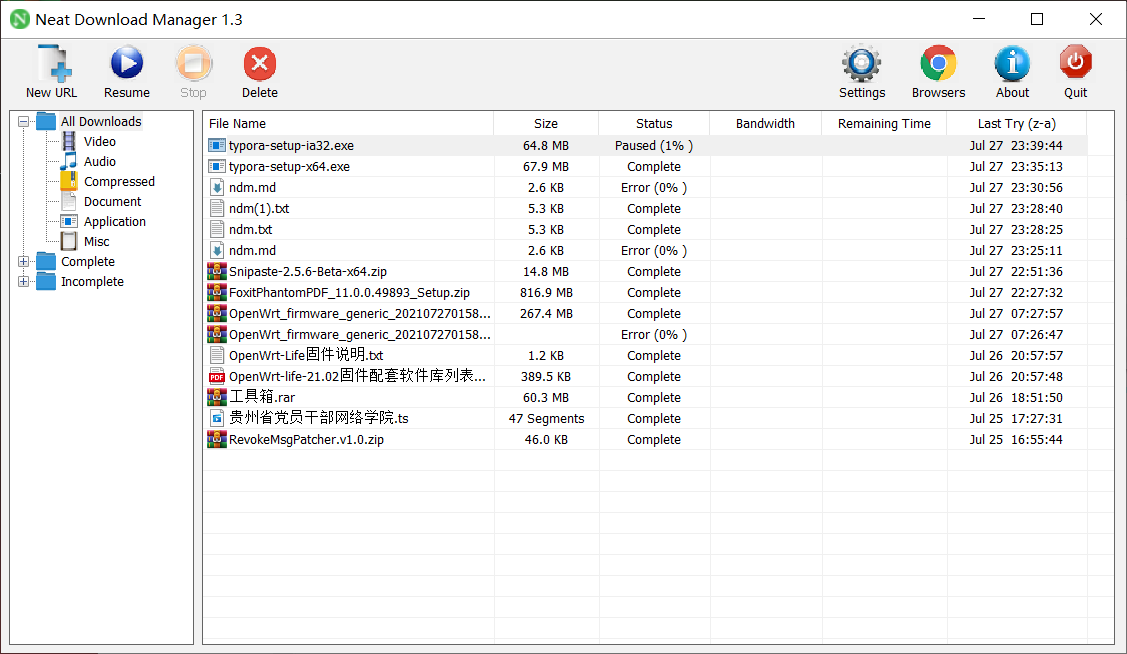 Neat Download Manager 1.3
New URL Resume Stop Delete Settings Browsers About Quit
File Name Size Status Bandwidth Remaining Time Last Try (z-a)
All Downloads
Video
Audio
Compressed
Document
Application
Misc
Complete
Incomplete
typora-setup-ia32.exe 64.8 MB Paused (1% ) Jul 27 23:39:44
typora-setup-x64.exe 67.9 MB Complete Jul 27 23:35:13
ndm.md 2.6 KB Error (0% ) Jul 27 23:30:56
ndm(1).txt 5.3 KB Complete Jul 27 23:28:40
ndm.txt 5.3 KB Complete Jul 27 23:28:25
ndm.md 2.6 KB Error (0% ) Jul 27 23:25:11
Snipaste-2.5.6-Beta-x64.zip 14.8 MB Complete Jul 27 22:51:36
FoxitPhantomPDF_11.0.0.49893_Setup.zip 816.9 MB Complete Jul 27 22:27:32
OpenWrt_firmware_generic_202107270158... 267.4 MB Complete Jul 27 07:27:57
OpenWrt_firmware_generic_202107270158... Error (0% ) Jul 27 07:26:47
OpenWrt-Life固件说明.txt 1.2 KB Complete Jul 26 20:57:57
PDF OpenWrt-life-21.02固件配套软件库列表... 389.5 KB Complete Jul 26 20:57:48
工具箱.rar 60.3 MB Complete Jul 26 18:51:50
贵州省党员干部网络学院.ts 47 Segments Complete Jul 25 17:27:31
RevokeMsgPatcher.v1.0.zip 46.0 KB Complete Jul 25 16:55:44